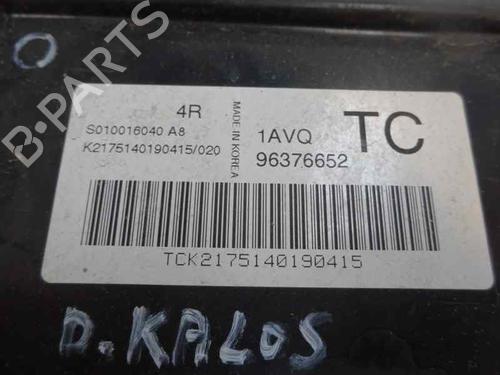 B-PARTS
4R
S010016040 A8
K2175140190415/020
MADE IN KOREA
1AVQ
TC
96376652
TCK2175140190415
D.KALOS